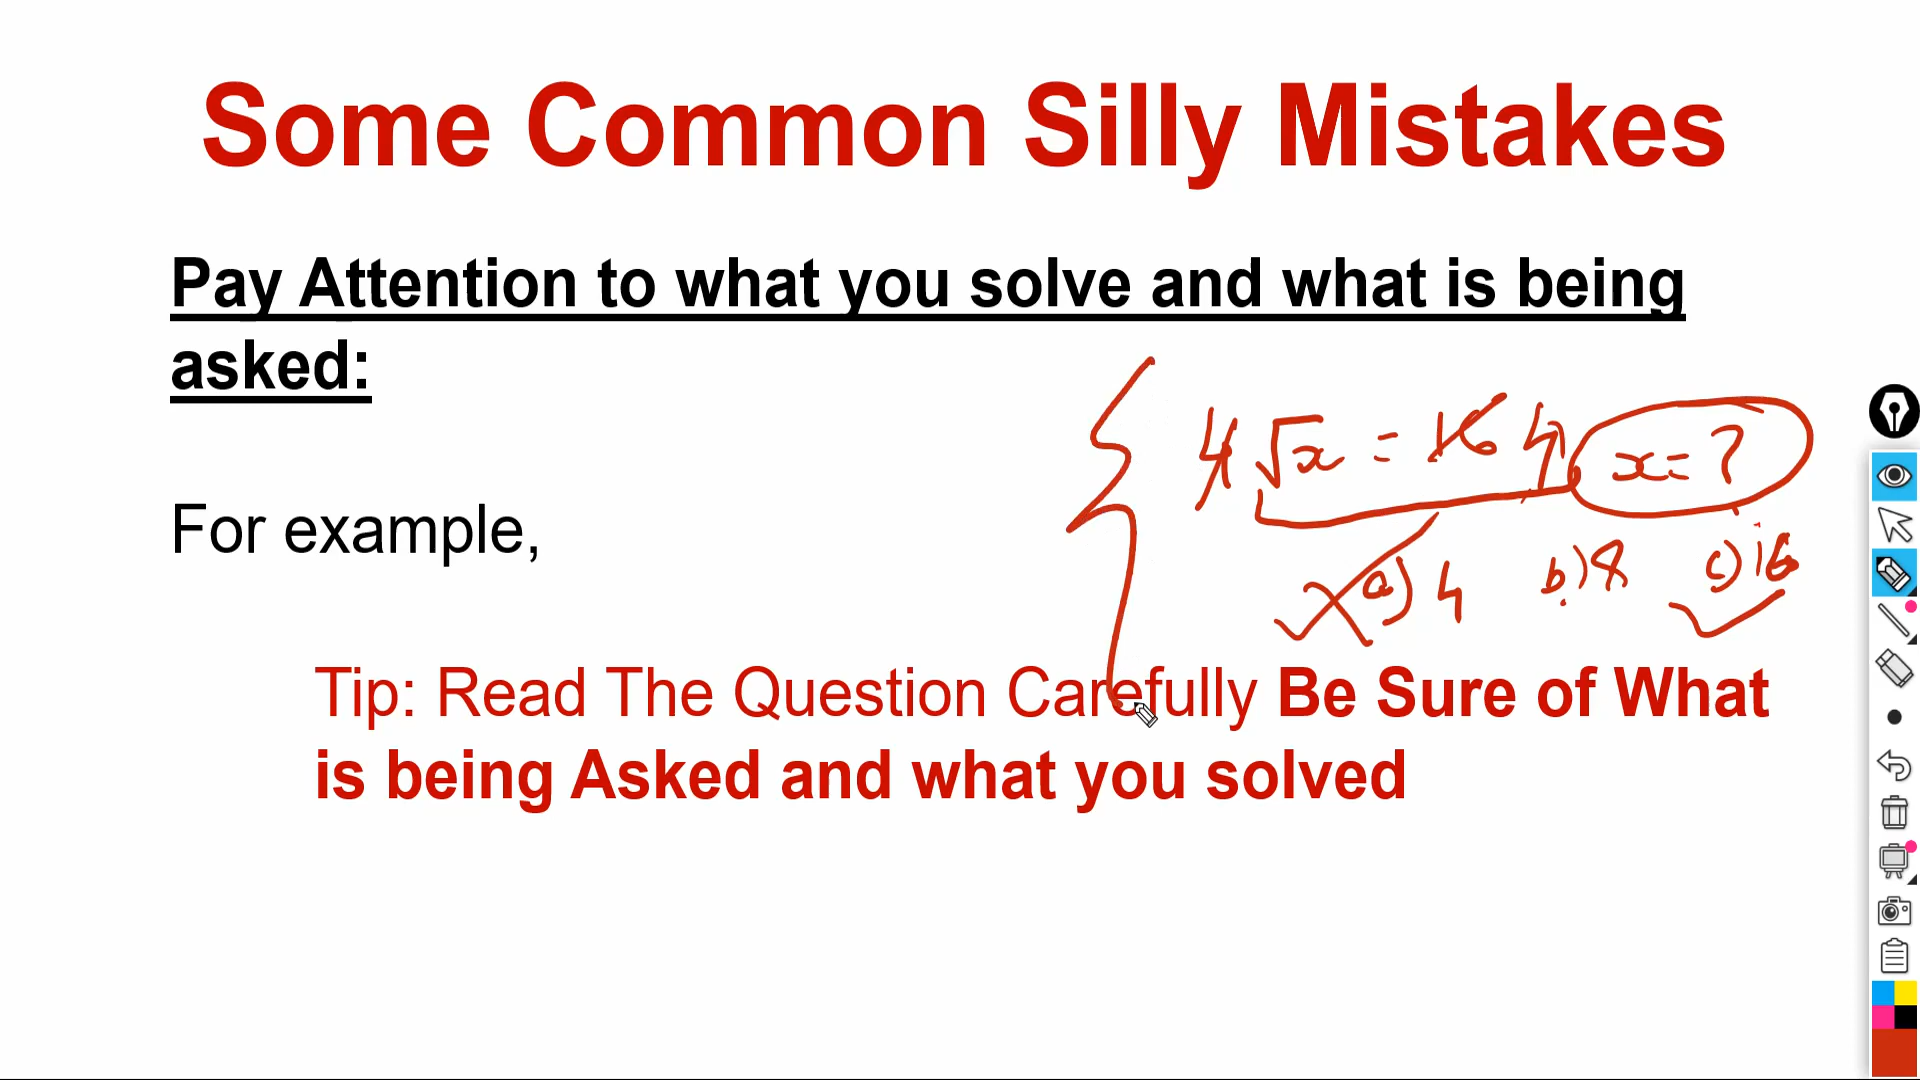 Some Common Silly Mistakes
Pay Attention to what you solve and what is being
asked:
4√x = 16 4 x = ?
For example,
a) 4 b) 8 c) 16
Tip: Read The Question Carefully Be Sure of What
is being Asked and what you solved